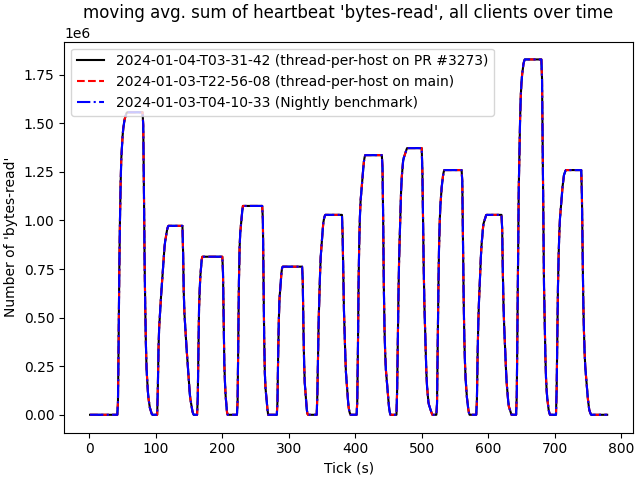 moving avg. sum of heartbeat 'bytes-read', all clients over time
1e6
2024-01-04-T03-31-42 (thread-per-host on PR #3273)
2024-01-03-T22-56-08 (thread-per-host on main)
2024-01-03-T04-10-33 (Nightly benchmark)
Number of 'bytes-read'
1.75
1.50
1.25
1.00
0.75
0.50
0.25
0.00
0 100 200 300 400 500 600 700 800
Tick (s)